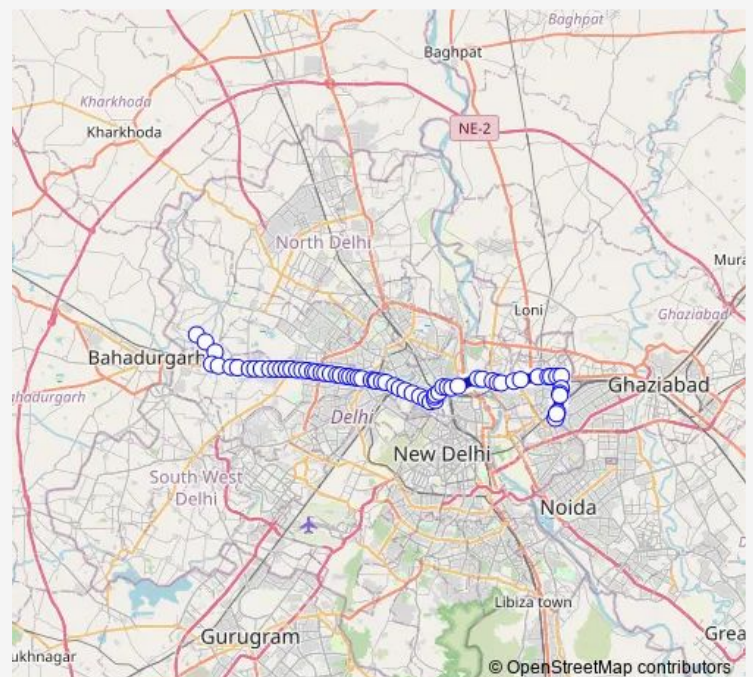 Baghpat
Baghpat
Kharkhoda
Kharkhoda
NE-2
North Delhi
Mura
Loni
Ghaziabad
Bahadurgarh
Ghaziabad
ahadurgarh
Delhi
New Delhi
South West
Delhi
Noida
Libiza town
Gurugram
Grea
ukhnagar
D
© OpenStreetMap contributors